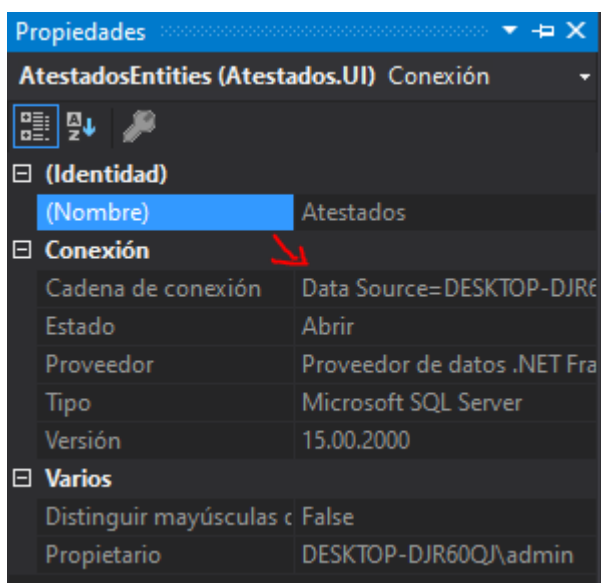 Propiedades
AtestadosEntities (Atestados.UI) Conexión
(Identidad)
(Nombre) Atestados
Conexión
Cadena de conexión Data Source=DESKTOP-DJR6
Estado Abrir
Proveedor Proveedor de datos .NET Fra
Tipo Microsoft SQL Server
Versión 15.00.2000
Varios
Distinguir mayúsculas c False
Propietario DESKTOP-DJR60QJ\admin